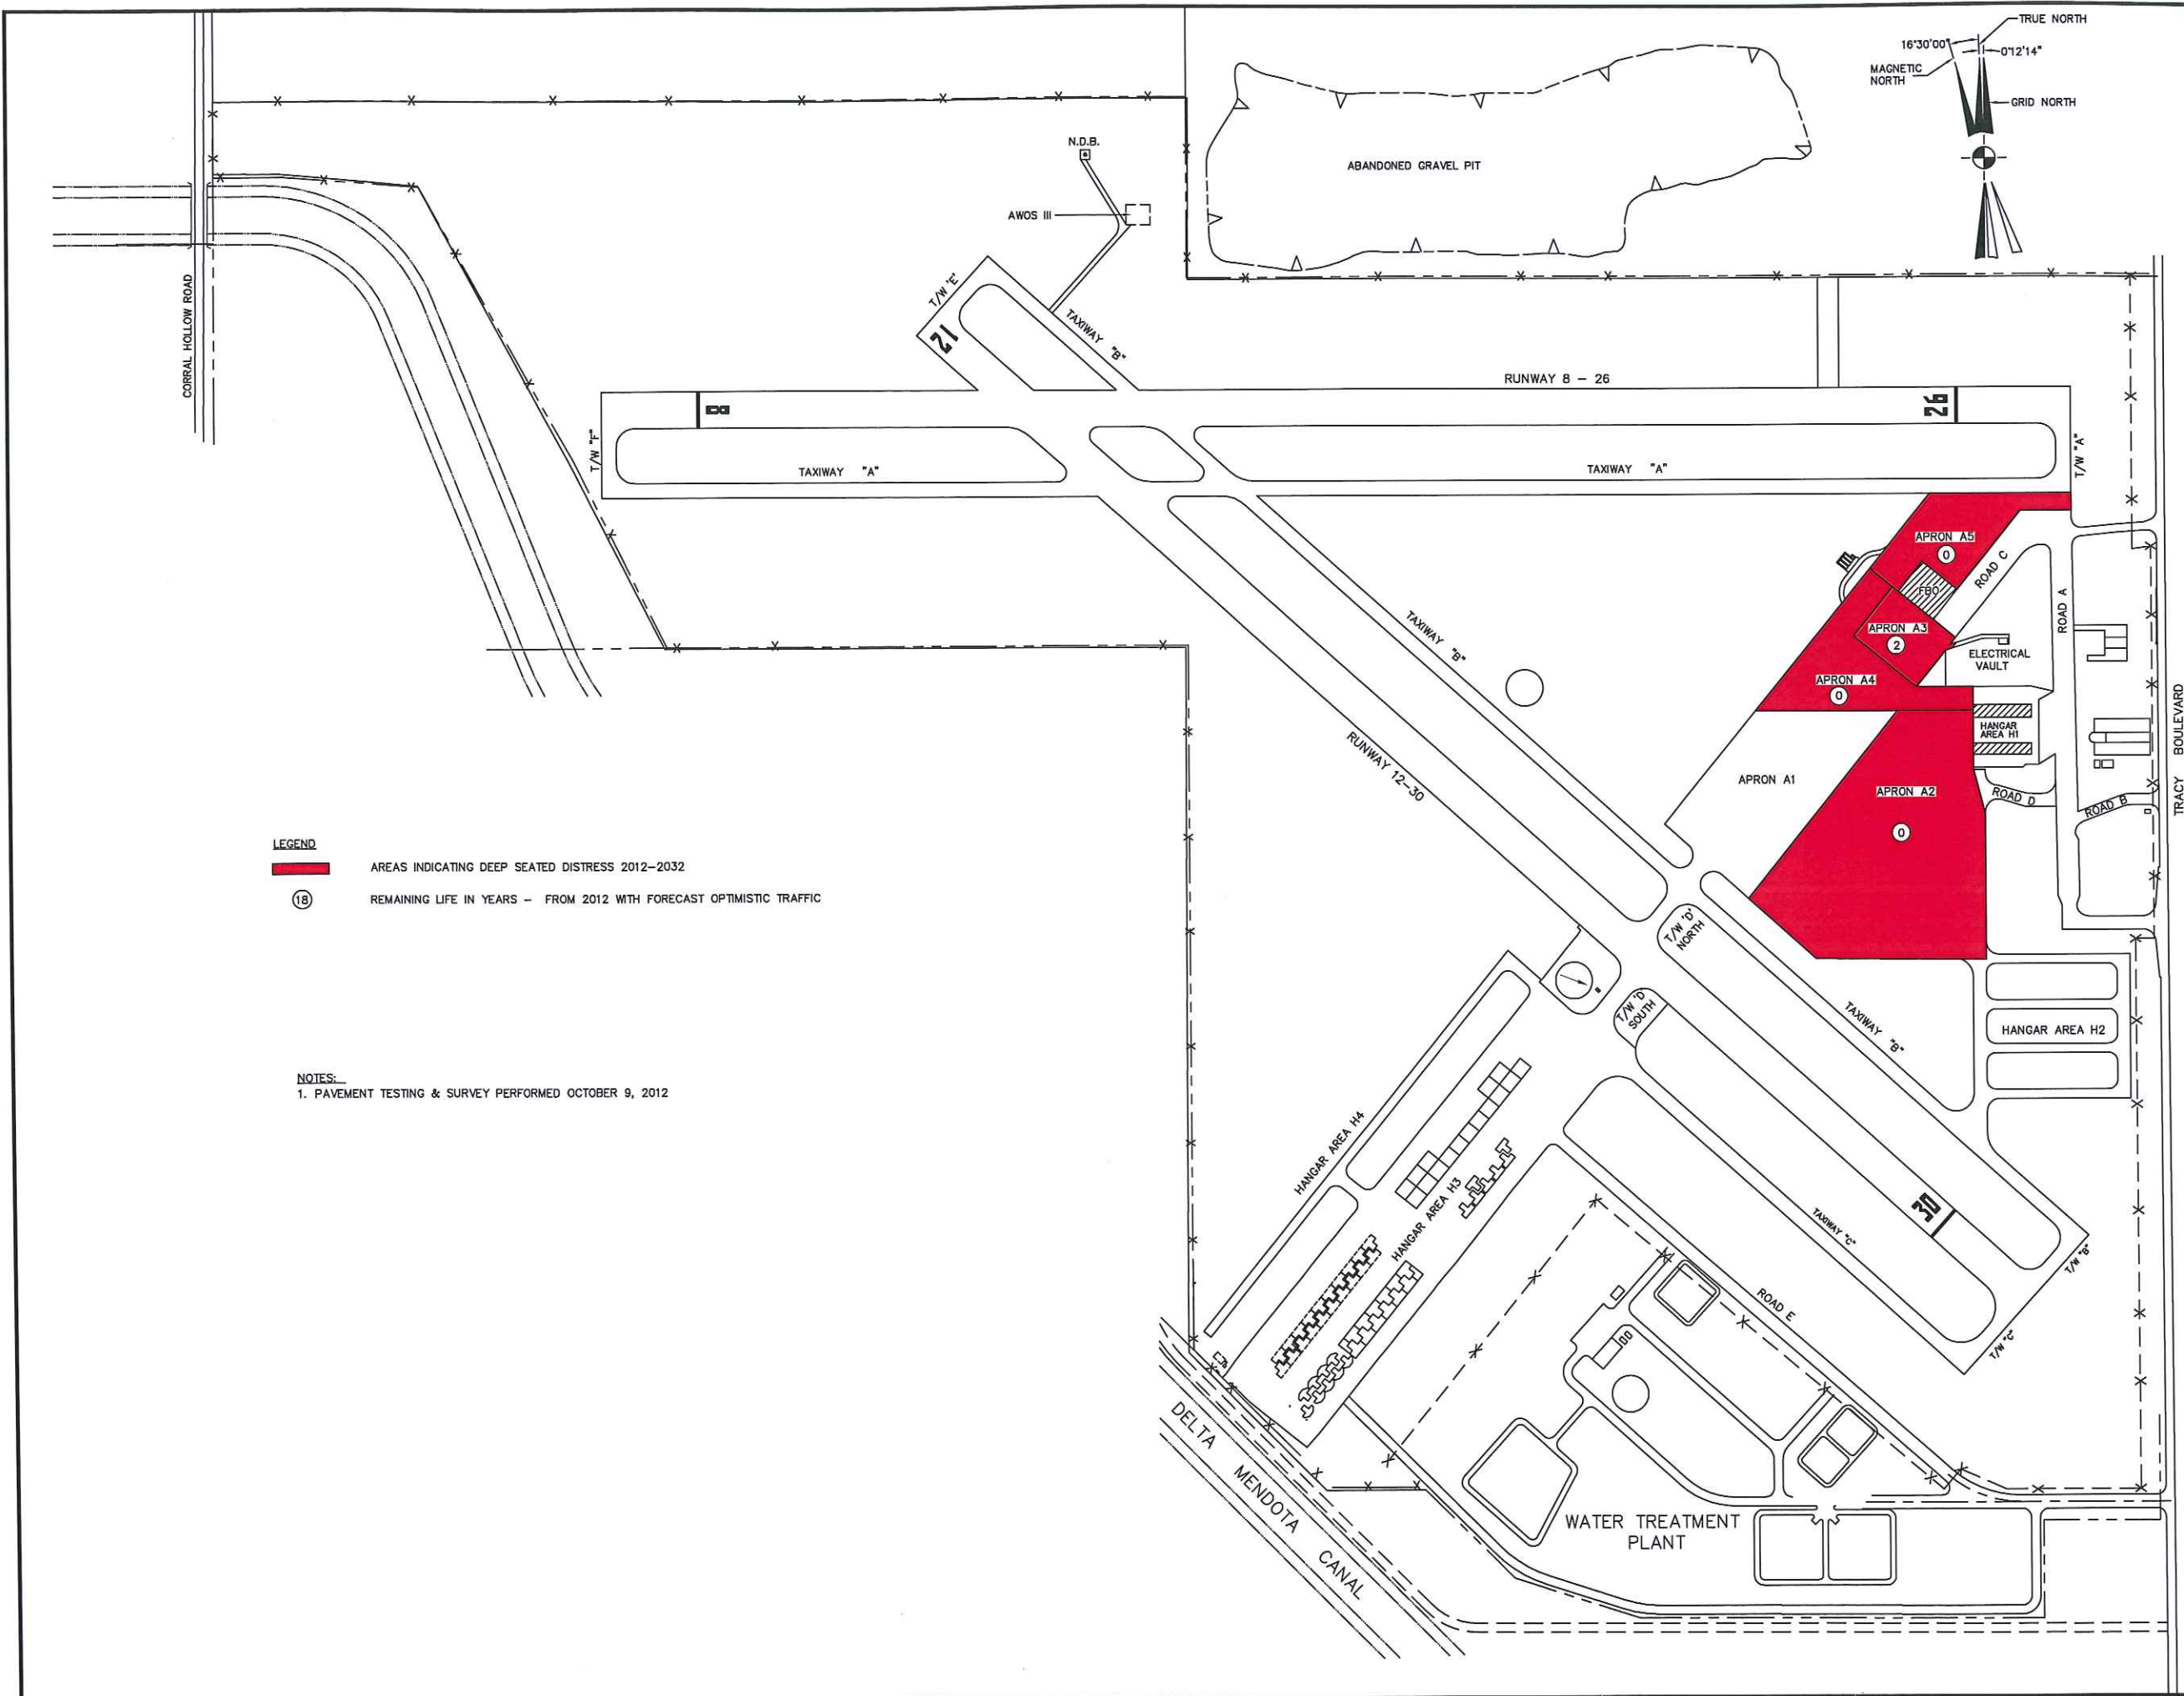 TRUE NORTH
16°30'00"
0°12'14"
MAGNETIC
NORTH
GRID NORTH
N.D.B.
ABANDONED GRAVEL PIT
AWOS III
CORRAL HOLLOW ROAD
T/W 'E'
21
TAXIWAY "B"
RUNWAY 8 - 26
8
26
T/W "F"
TAXIWAY "A"
TAXIWAY "A"
T/W "A"
APRON A5
0
FBO
ROAD C
ROAD A
APRON A3
2
ELECTRICAL
VAULT
APRON A4
0
TAXIWAY "B"
RUNWAY 12-30
HANGAR
AREA H1
TRACY BOULEVARD
APRON A1
APRON A2
0
ROAD D
ROAD B
LEGEND
AREAS INDICATING DEEP SEATED DISTRESS 2012-2032
18 REMAINING LIFE IN YEARS - FROM 2012 WITH FORECAST OPTIMISTIC TRAFFIC
T/W 'D'
NORTH
T/W 'D'
SOUTH
TAXIWAY "B"
HANGAR AREA H2
NOTES:
1. PAVEMENT TESTING & SURVEY PERFORMED OCTOBER 9, 2012
HANGAR AREA H4
HANGAR AREA H3
30
TAXIWAY "C"
T/W "B"
ROAD E
T/W "C"
DELTA MENDOTA CANAL
WATER TREATMENT
PLANT